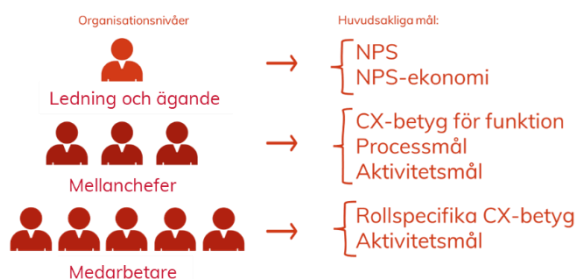 Organisationsnivåer
Huvudsakliga mål:
Ledning och ägande
NPS
NPS-ekonomi
Mellanchefer
CX-betyg för funktion
Processmål
Aktivitetsmål
Medarbetare
Rollspecifika CX-betyg
Aktivitetsmål